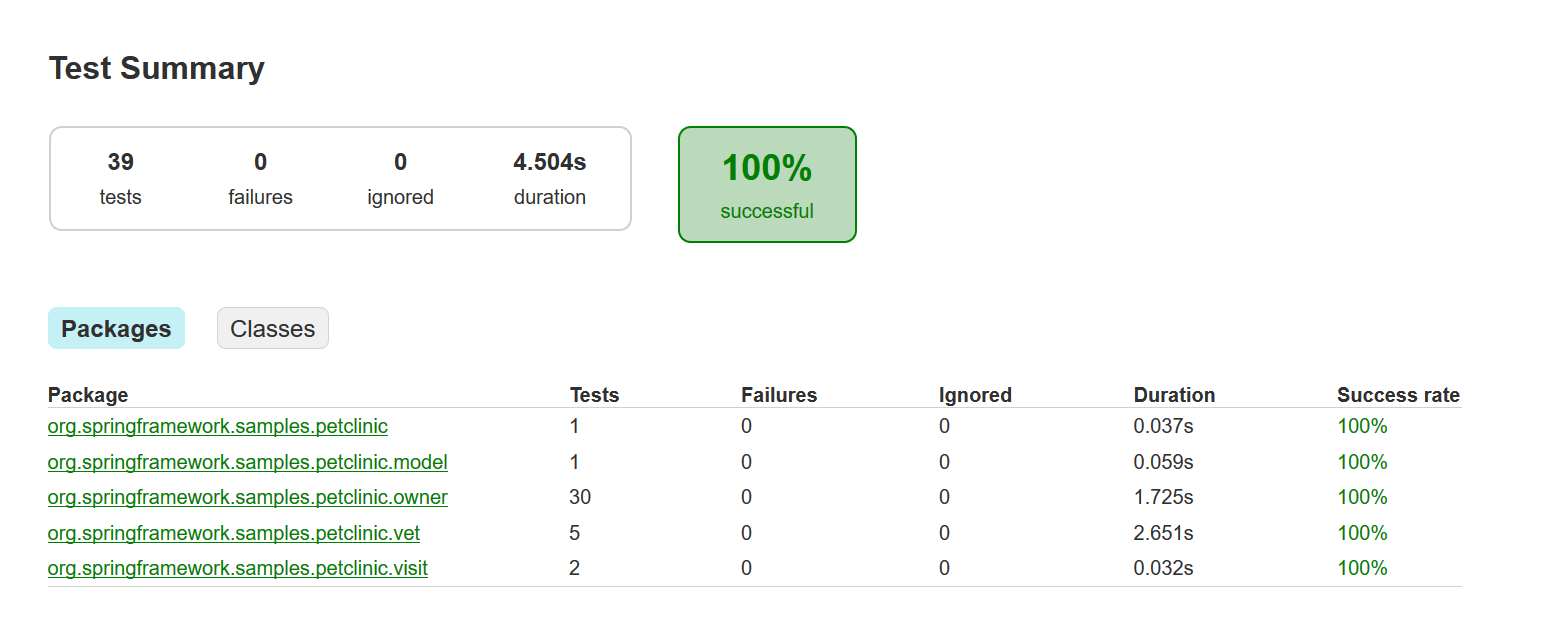 Test Summary
39 0 0 4.504s
tests failures ignored duration
100%
successful
Packages Classes
Package Tests Failures Ignored Duration Success rate
org.springframework.samples.petclinic 1 0 0 0.037s 100%
org.springframework.samples.petclinic.model 1 0 0 0.059s 100%
org.springframework.samples.petclinic.owner 30 0 0 1.725s 100%
org.springframework.samples.petclinic.vet 5 0 0 2.651s 100%
org.springframework.samples.petclinic.visit 2 0 0 0.032s 100%